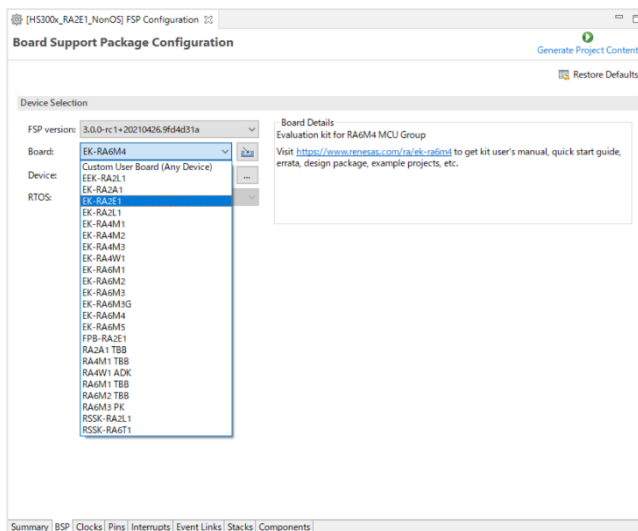 [HS300x_RA2E1_NonOS] FSP Configuration
Board Support Package Configuration
Generate Project Content
Restore Defaults
Device Selection
FSP version: 3.0.0-rc1+20210426.9fd4d31a
Board: EK-RA6M4
Device: ...
RTOS:
Custom User Board (Any Device)
EEK-RA2L1
EK-RA2A1
EK-RA2E1
EK-RA2L1
EK-RA4M1
EK-RA4M2
EK-RA4M3
EK-RA4W1
EK-RA6M1
EK-RA6M2
EK-RA6M3
EK-RA6M3G
EK-RA6M4
EK-RA6M5
FPB-RA2E1
RA2A1 TBB
RA4M1 TBB
RA4W1 ADK
RA6M1 TBB
RA6M2 TBB
RA6M3 PK
RSSK-RA2L1
RSSK-RA6T1
Board Details
Evaluation kit for RA6M4 MCU Group
Visit https://www.renesas.com/ra/ek-ra6m4 to get kit user's manual, quick start guide,
errata, design package, example projects, etc.
Summary BSP Clocks Pins Interrupts Event Links Stacks Components